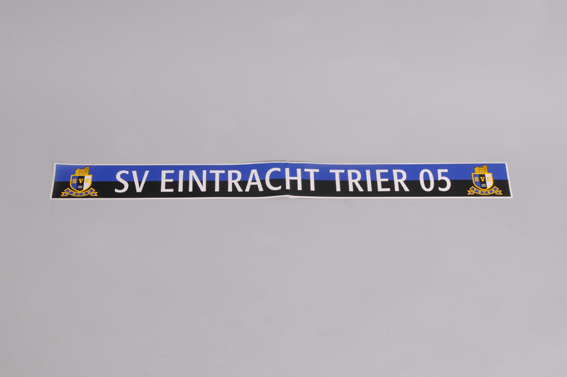 SV EINTRACHT TRIER 05